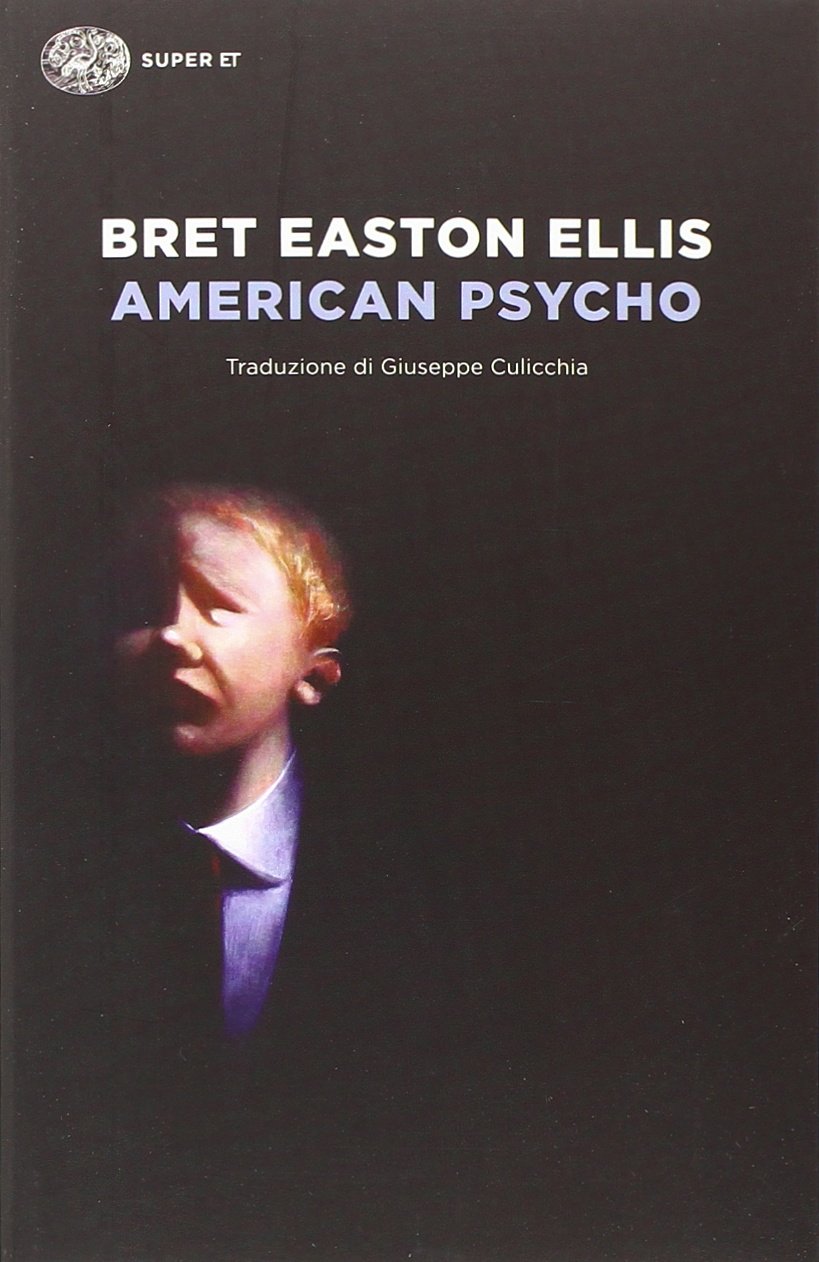 SUPER ET
BRET EASTON ELLIS
AMERICAN PSYCHO
Traduzione di Giuseppe Culicchia